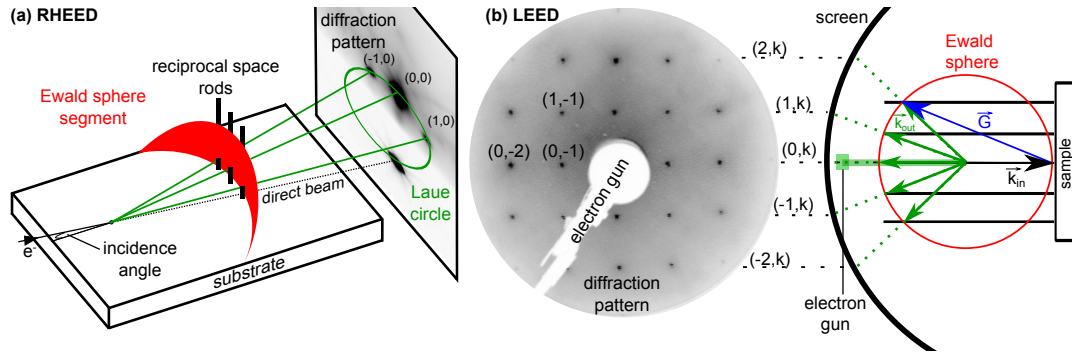 (a) RHEED
diffraction
pattern
(-1,0)
(0,0)
(1,0)
reciprocal space
rods
Ewald sphere
segment
direct beam
Laue
circle
e-
incidence
angle
substrate
(b) LEED
(1,-1)
(0,-2)
(0,-1)
electron gun
diffraction
pattern
screen
(2,k)
(1,k)
(0,k)
(-1,k)
(-2,k)
Ewald
sphere
k out
G
k in
sample
electron
gun